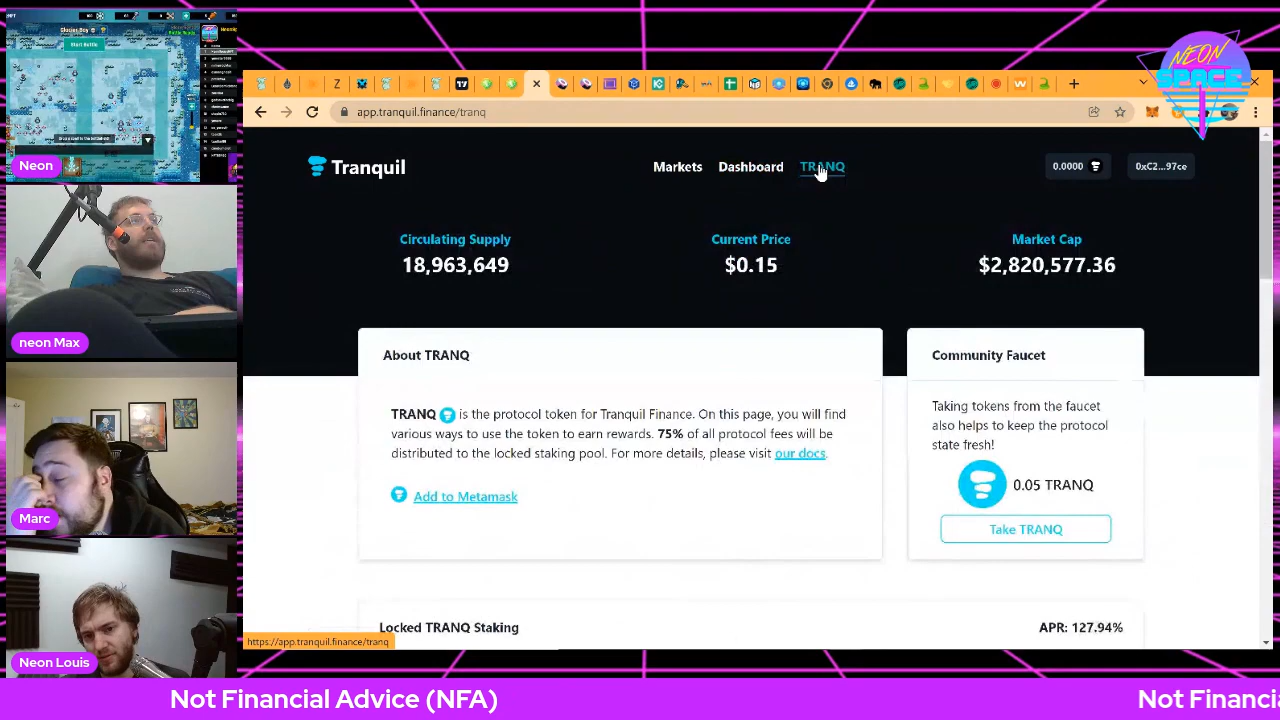 Glacier Bay
Start Battle
Neon
neon Max
Marc
Neon Louis
NEON
SPACE
app.tranquil.finance/tranq
Tranquil
Markets
Dashboard
TRANQ
0.0000
0xC2...97ce
Circulating Supply
18,963,649
Current Price
$0.15
Market Cap
$2,820,577.36
About TRANQ
TRANQ is the protocol token for Tranquil Finance. On this page, you will find
various ways to use the token to earn rewards. 75% of all protocol fees will be
distributed to the locked staking pool. For more details, please visit our docs.
Add to Metamask
Community Faucet
Taking tokens from the faucet
also helps to keep the protocol
state fresh!
0.05 TRANQ
Take TRANQ
Locked TRANQ Staking
APR: 127.94%
https://app.tranquil.finance/tranq
Not Financial Advice (NFA)
Not Financi